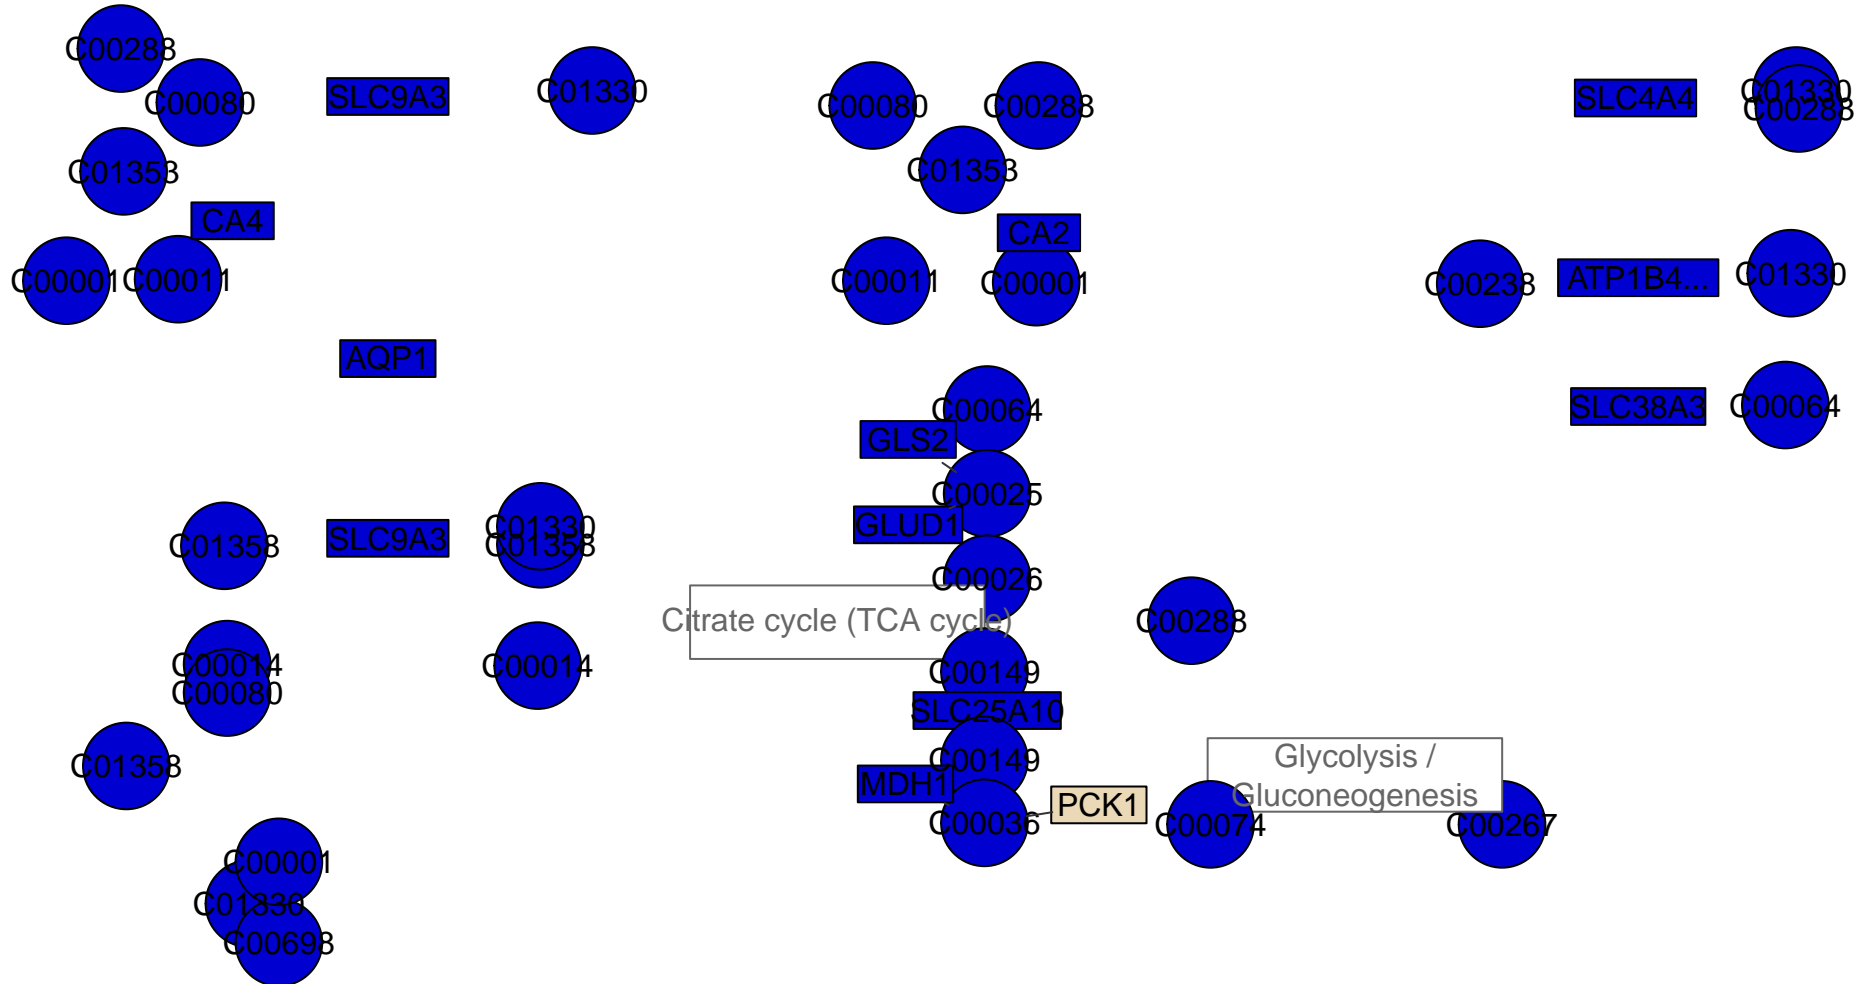 C00288
C00080
SLC9A3
C01330
C00080
C00288
SLC4A4
C01330
C00288
C01353
C01353
CA4
CA2
C00001
C00011
C00011
C00001
C00238
ATP1B4...
C01330
AQP1
C00064
SLC38A3
C00064
GLS2
C00025
GLUD1
C01358
SLC9A3
C01330
C01358
C00026
Citrate cycle (TCA cycle)
C00288
C00014
C00080
C00014
C00149
SLC25A10
C01358
C00149
MDH1
C00036
PCK1
C00074
Glycolysis /
Gluconeogenesis
C00267
C00001
C01330
C00698